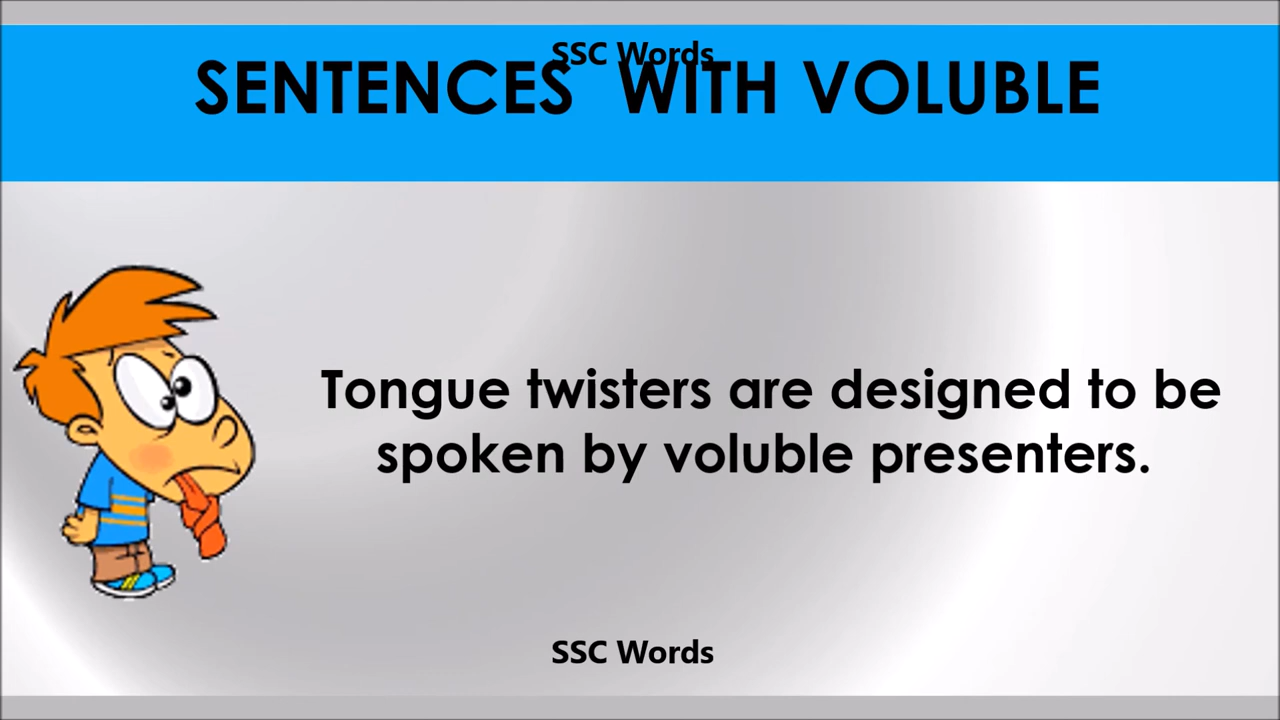 SSC Words
SENTENCES WITH VOLUBLE
Tongue twisters are designed to be
spoken by voluble presenters.
SSC Words